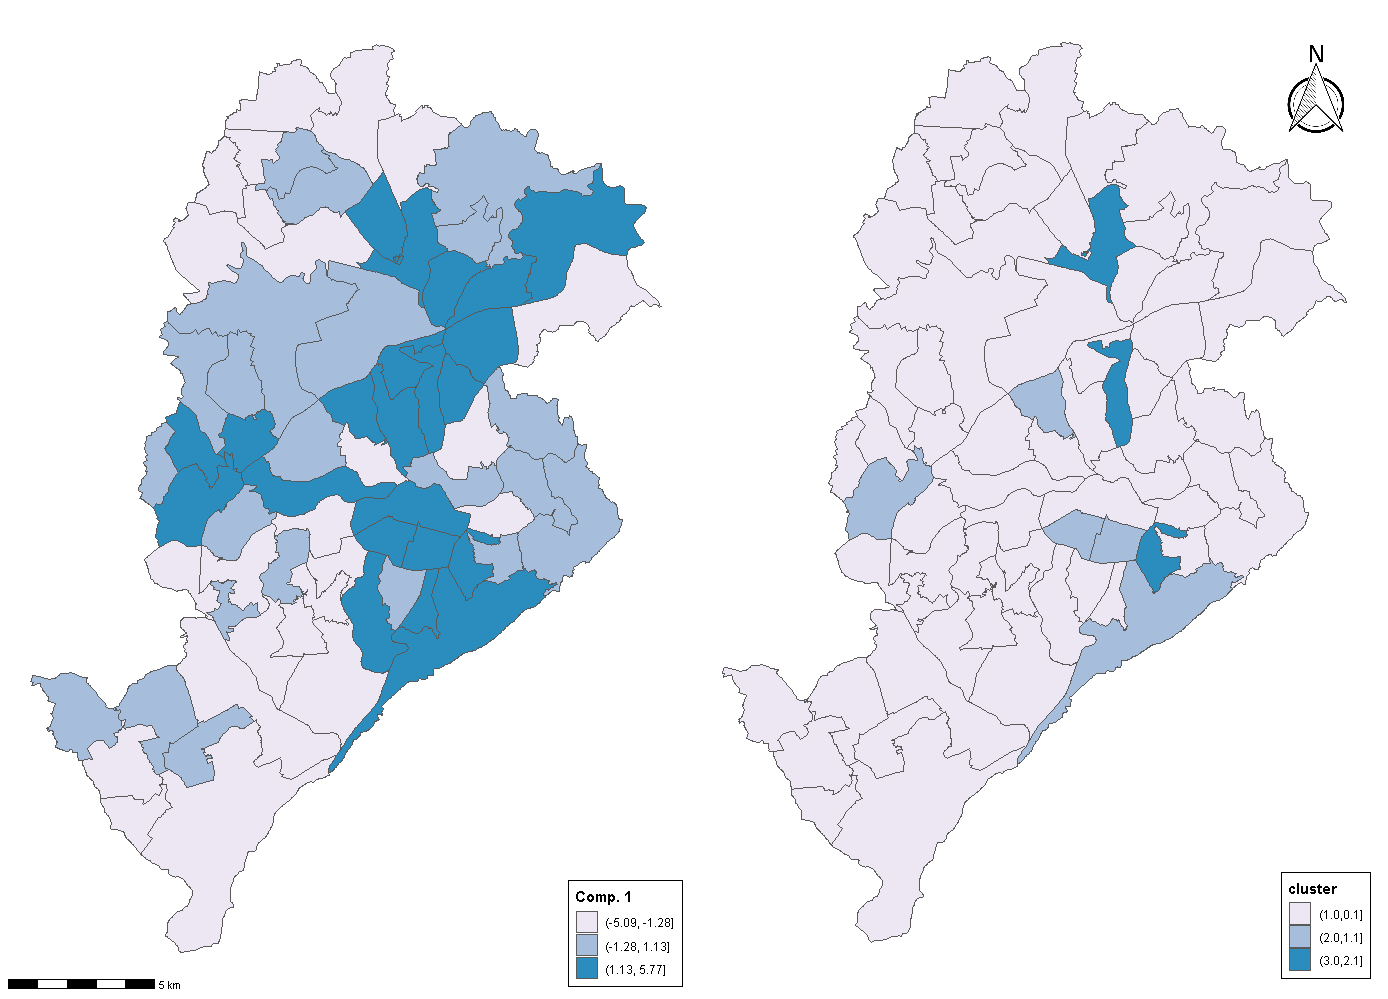 N
Comp. 1
(-5.09, -1.28]
(-1.28, 1.13]
(1.13, 5.77]
cluster
(1.0,0.1]
(2.0,1.1]
(3.0,2.1]
5 km